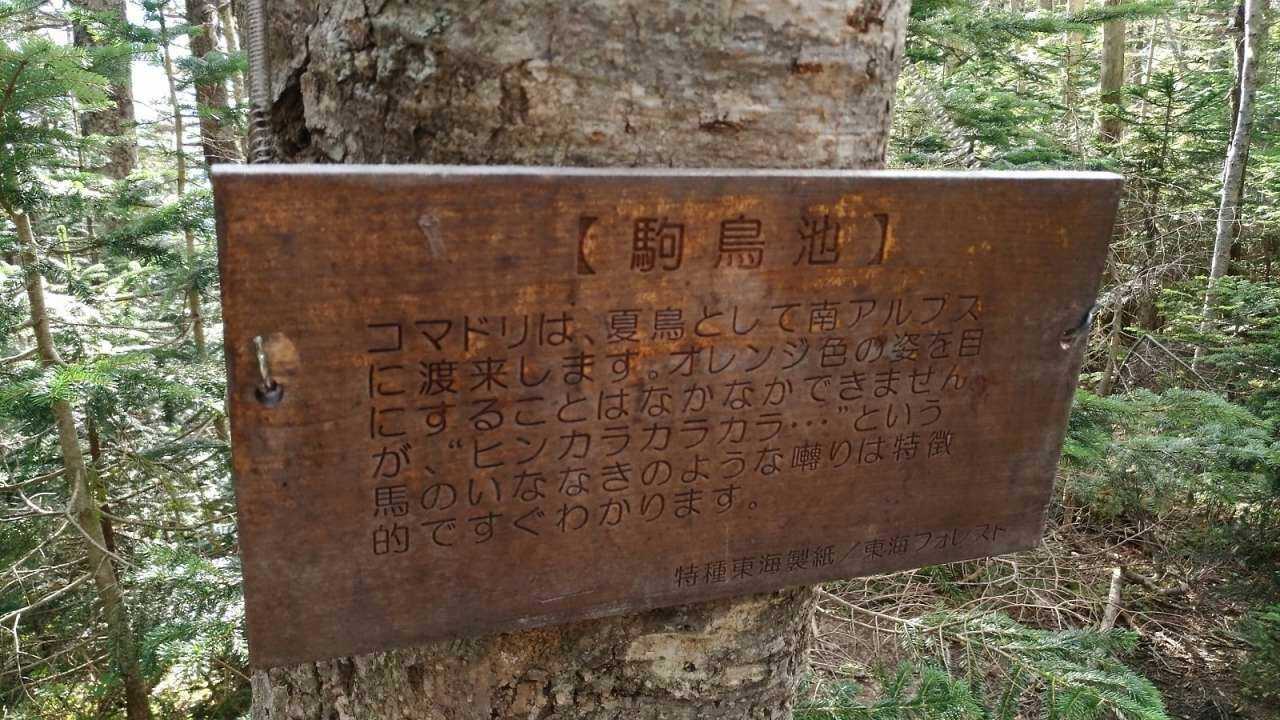 【駒鳥池】
コマドリは、夏鳥として南アルプス
に渡来します。オレンジ色の姿を目
にすることはなかなかできません
が、“ヒンカラカラカラ…”という
馬のいななきのような囀りは特徴
的ですぐわかります。
特種東海製紙／東海フォレスト